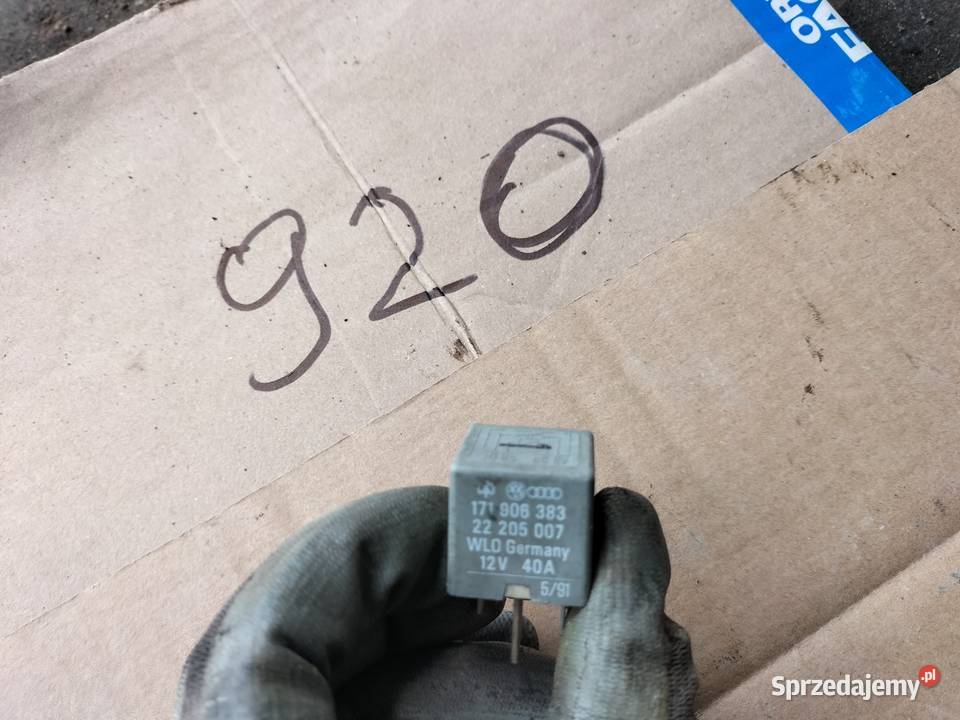 920
171 906 383
22 205 007
WLO Germany
12V 40A
5/91
Sprzedajemy.pl